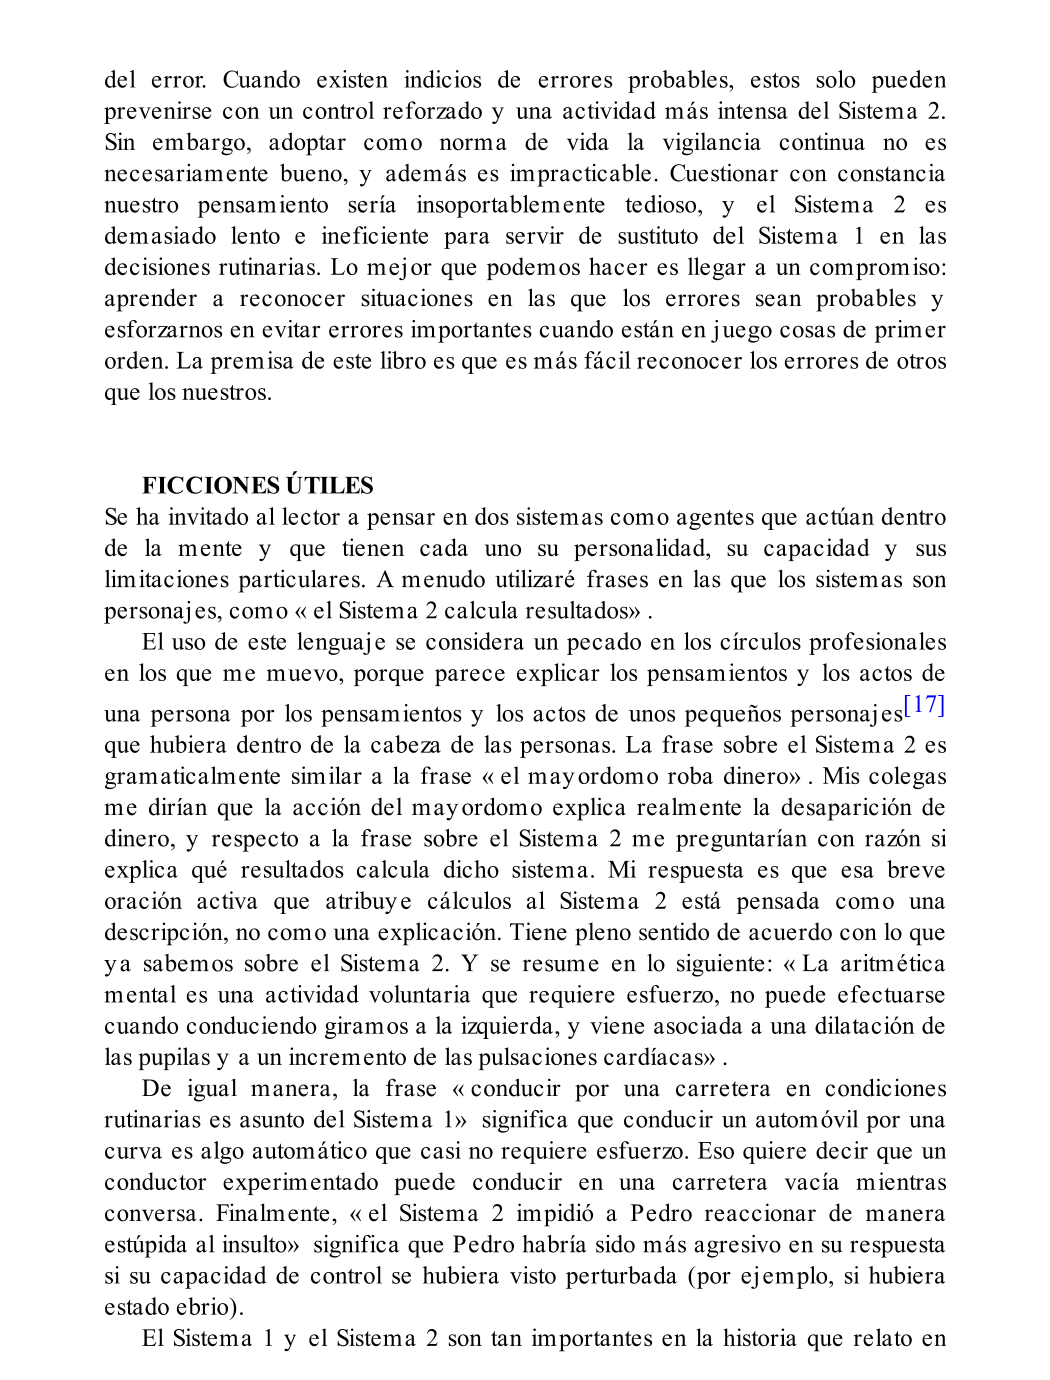 del error. Cuando existen indicios de errores probables, estos solo pueden
prevenirse con un control reforzado y una actividad más intensa del Sistema 2.
Sin embargo, adoptar como norma de vida la vigilancia continua no es
necesariamente bueno, y además es impracticable. Cuestionar con constancia
nuestro pensamiento sería insoportablemente tedioso, y el Sistema 2 es
demasiado lento e ineficiente para servir de sustituto del Sistema 1 en las
decisiones rutinarias. Lo mejor que podemos hacer es llegar a un compromiso:
aprender a reconocer situaciones en las que los errores sean probables y
esforzarnos en evitar errores importantes cuando están en juego cosas de primer
orden. La premisa de este libro es que es más fácil reconocer los errores de otros
que los nuestros.
FICCIONES ÚTILES
Se ha invitado al lector a pensar en dos sistemas como agentes que actúan dentro
de la mente y que tienen cada uno su personalidad, su capacidad y sus
limitaciones particulares. A menudo utilizaré frases en las que los sistemas son
personajes, como « el Sistema 2 calcula resultados» .
El uso de este lenguaje se considera un pecado en los círculos profesionales
en los que me muevo, porque parece explicar los pensamientos y los actos de
una persona por los pensamientos y los actos de unos pequeños personajes[17]
que hubiera dentro de la cabeza de las personas. La frase sobre el Sistema 2 es
gramaticalmente similar a la frase « el mayordomo roba dinero» . Mis colegas
me dirían que la acción del mayordomo explica realmente la desaparición de
dinero, y respecto a la frase sobre el Sistema 2 me preguntarían con razón si
explica qué resultados calcula dicho sistema. Mi respuesta es que esa breve
oración activa que atribuye cálculos al Sistema 2 está pensada como una
descripción, no como una explicación. Tiene pleno sentido de acuerdo con lo que
ya sabemos sobre el Sistema 2. Y se resume en lo siguiente: « La aritmética
mental es una actividad voluntaria que requiere esfuerzo, no puede efectuarse
cuando conduciendo giramos a la izquierda, y viene asociada a una dilatación de
las pupilas y a un incremento de las pulsaciones cardíacas» .
De igual manera, la frase « conducir por una carretera en condiciones
rutinarias es asunto del Sistema 1» significa que conducir un automóvil por una
curva es algo automático que casi no requiere esfuerzo. Eso quiere decir que un
conductor experimentado puede conducir en una carretera vacía mientras
conversa. Finalmente, « el Sistema 2 impidió a Pedro reaccionar de manera
estúpida al insulto» significa que Pedro habría sido más agresivo en su respuesta
si su capacidad de control se hubiera visto perturbada (por ejemplo, si hubiera
estado ebrio).
El Sistema 1 y el Sistema 2 son tan importantes en la historia que relato en